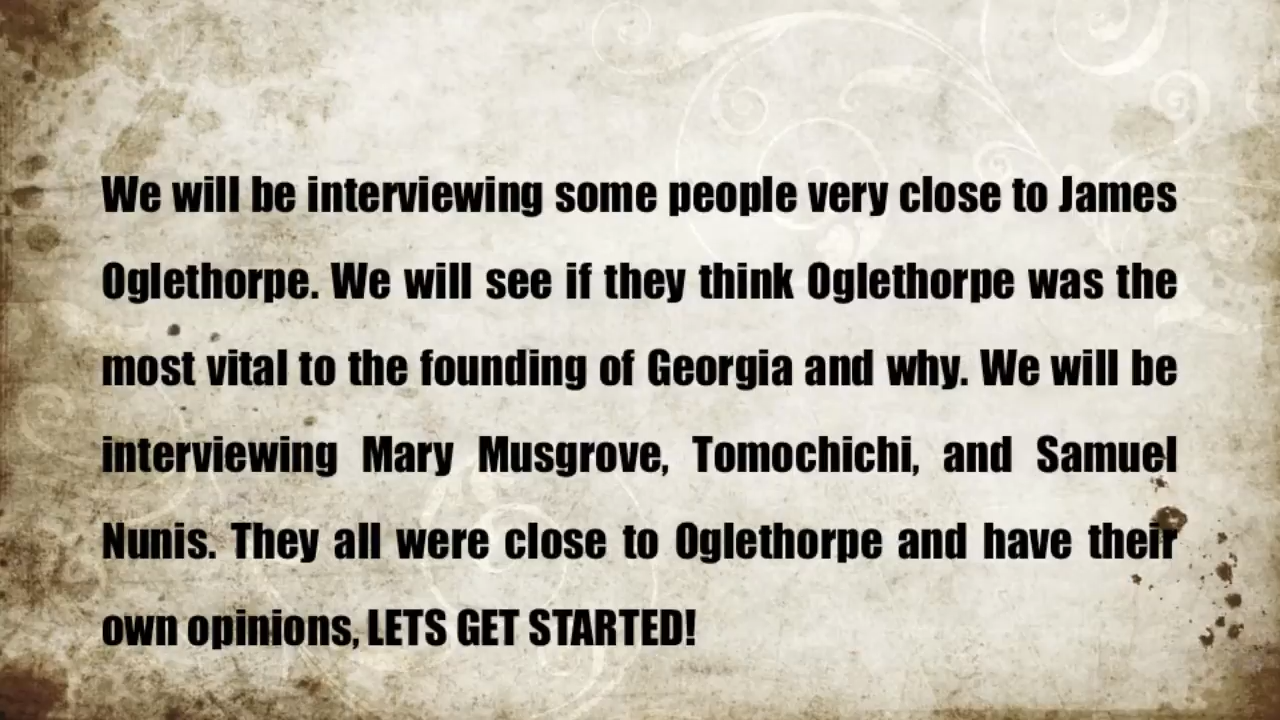 We will be interviewing some people very close to James
Oglethorpe. We will see if they think Oglethorpe was the
most vital to the founding of Georgia and why. We will be
interviewing Mary Musgrove, Tomochichi, and Samuel
Nunis. They all were close to Oglethorpe and have their
own opinions, LETS GET STARTED!